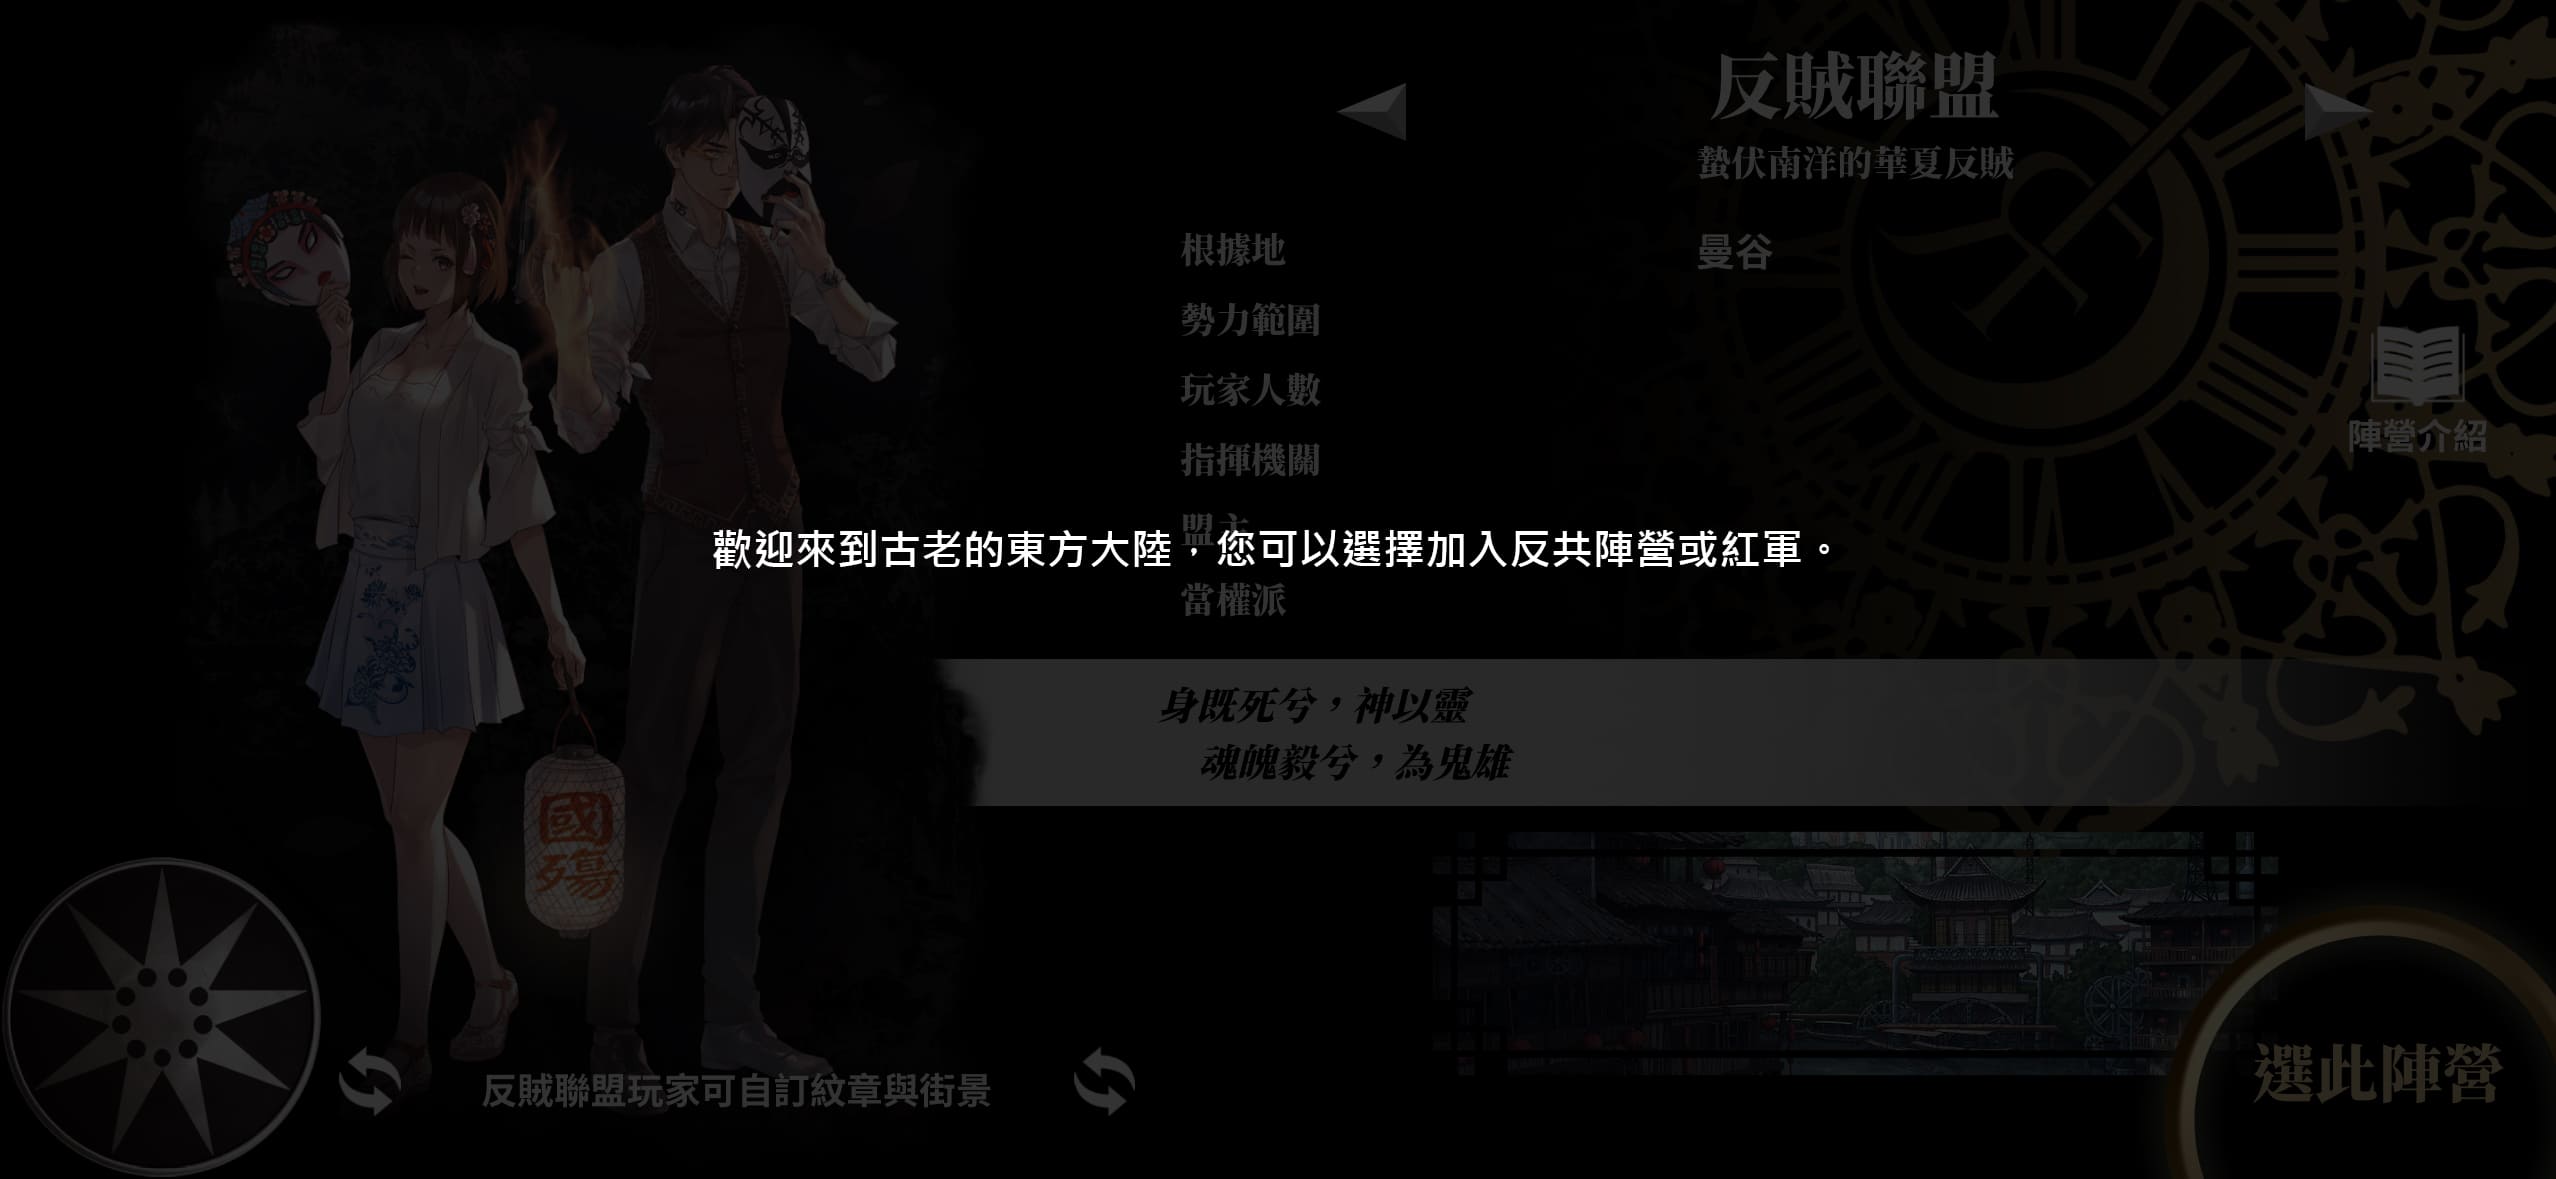 反賊聯盟
蟄伏南洋的華夏反賊
根據地
曼谷
勢力範圍
玩家人數
指揮機關
盟主
歡迎來到古老的東方大陸，您可以選擇加入反共陣營或紅軍。
當權派
陣營介紹
身既死兮，神以靈
魂魄毅兮，為鬼雄
國殤
反賊聯盟玩家可自訂紋章與街景
選此陣營